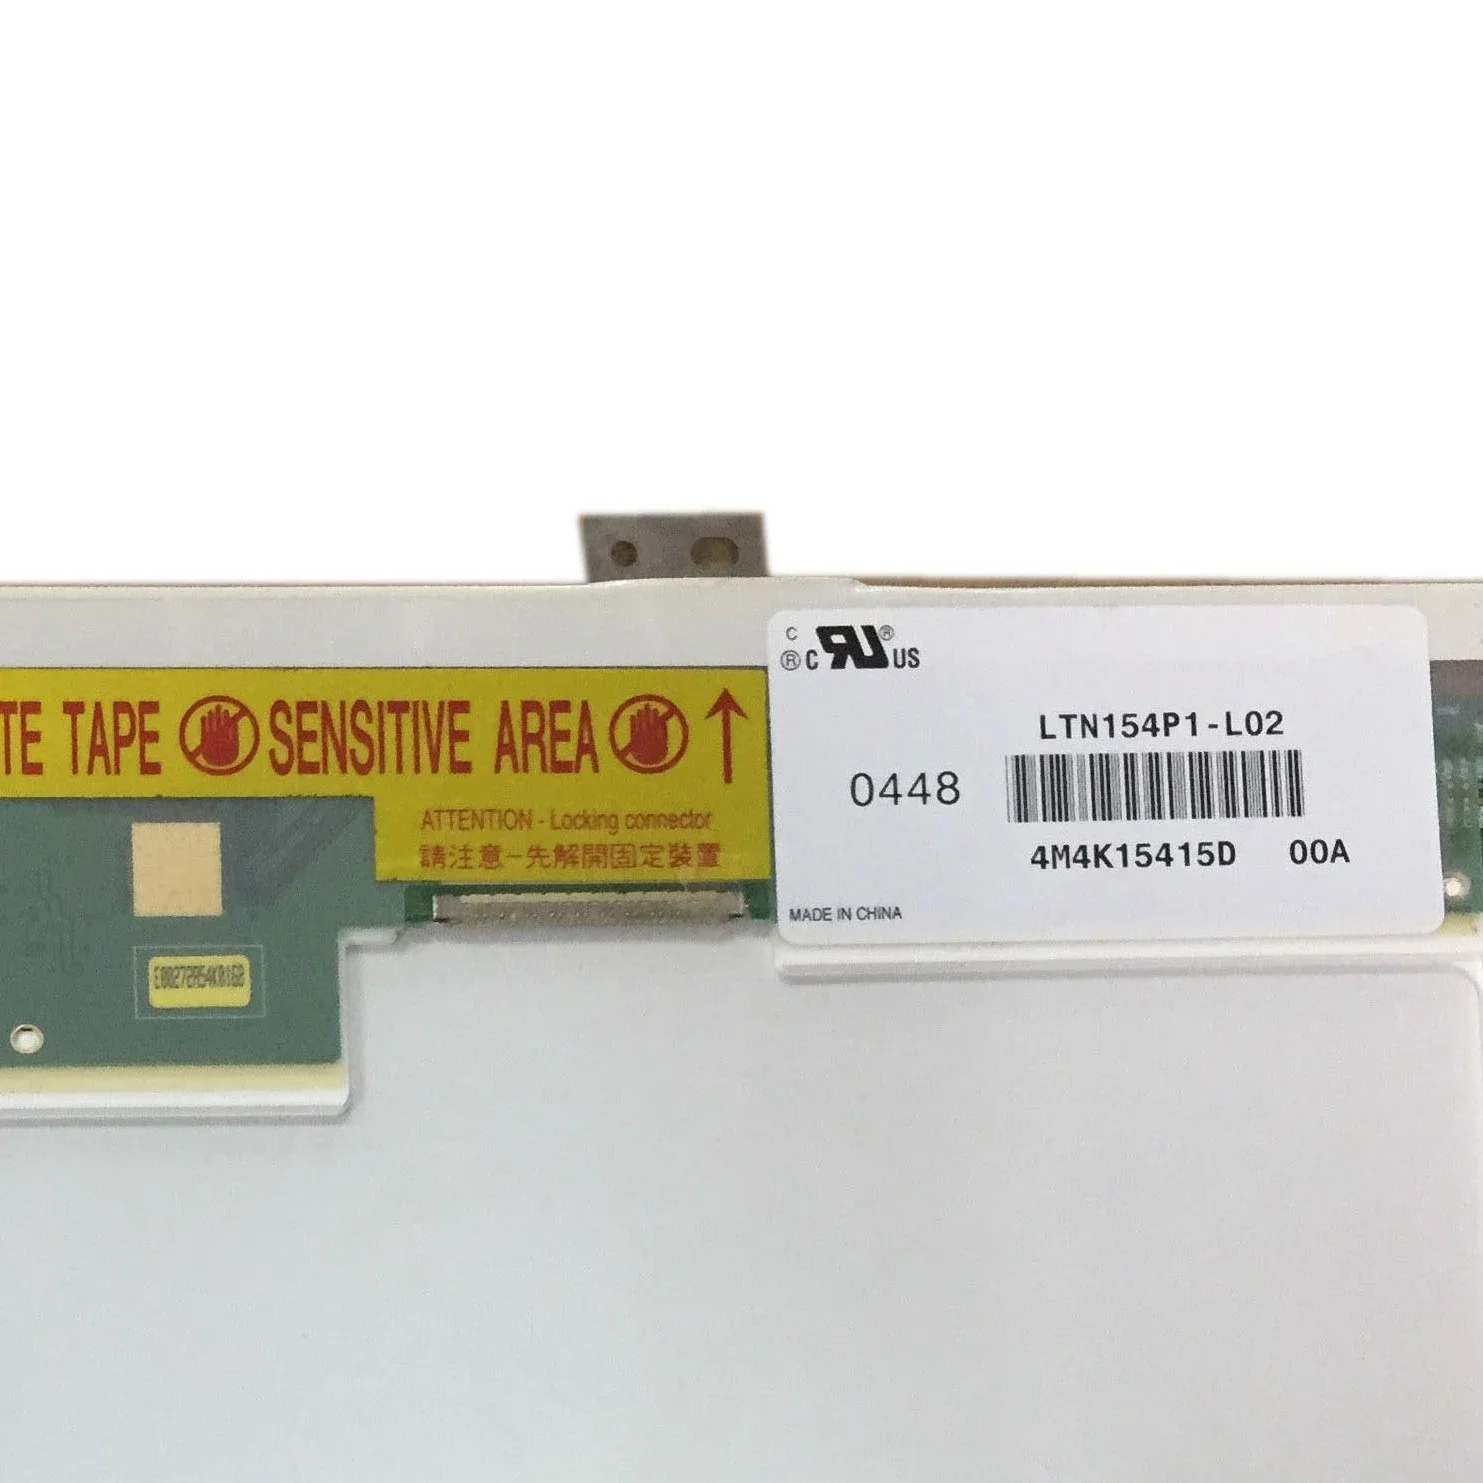 TE TAPE SENSITIVE AREA
ATTENTION - Locking connector
請注意-先解開固定裝置
C
® C RU ® US
LTN154P1-L02
0448
4M4K15415D 00A
MADE IN CHINA